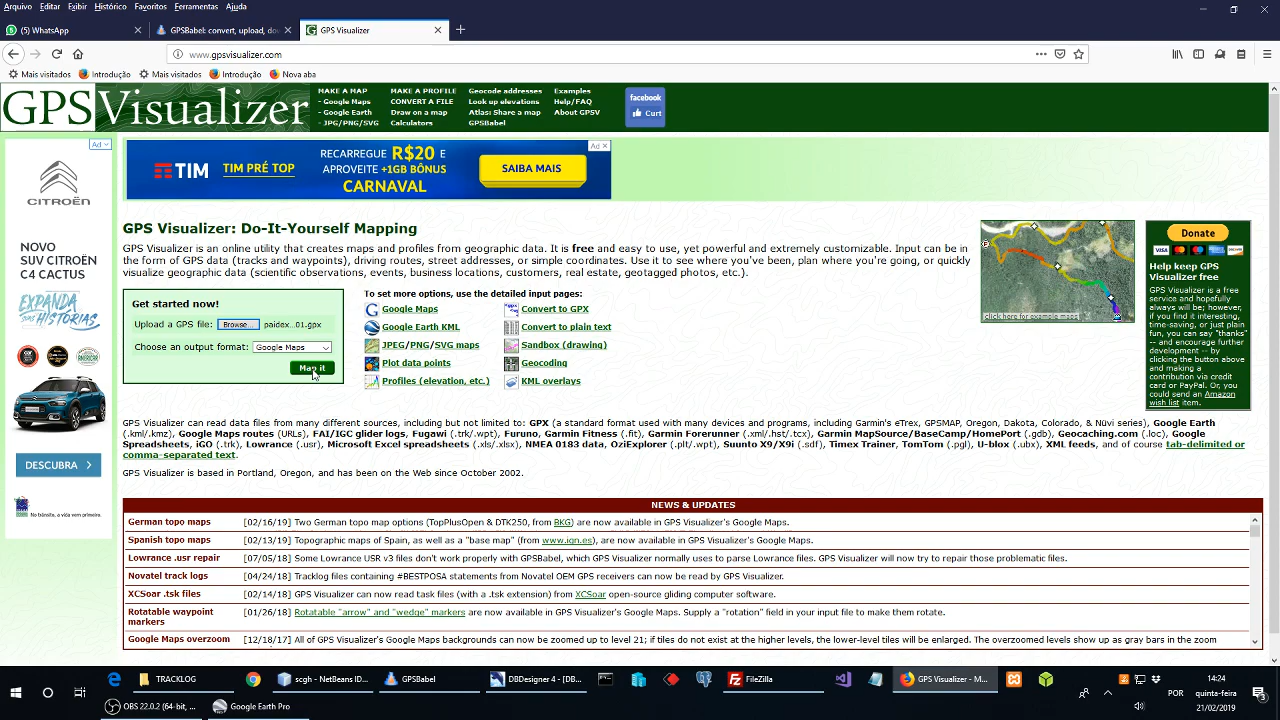 Arquivo Editar Exibir Histórico Favoritos Ferramentas Ajuda
(5) WhatsApp
GPSBabel: convert, upload, do
GPS Visualizer
www.gpsvisualizer.com
Mais visitados Introdução Mais visitados Introdução Nova aba
GPSVisualizer
MAKE A MAP
- Google Maps
- Google Earth
- JPG/PNG/SVG
MAKE A PROFILE
CONVERT A FILE
Draw on a map
Calculators
Geocode addresses
Look up elevations
Atlas: Share a map
GPSBabel
Examples
Help/FAQ
About GPSV
facebook
Curt
Ad
CITROËN
NOVO
SUV CITROËN
C4 CACTUS
EXPANDA
HISTÓRIAS
DESCUBRA
No trânsito, a vida vem primeiro.
TIM
TIM PRÉ TOP
RECARREGUE R$20 E
APROVEITE +1GB BÔNUS
CARNAVAL
SAIBA MAIS
Ad
GPS Visualizer: Do-It-Yourself Mapping
GPS Visualizer is an online utility that creates maps and profiles from geographic data. It is free and easy to use, yet powerful and extremely customizable. Input can be in
the form of GPS data (tracks and waypoints), driving routes, street addresses, or simple coordinates. Use it to see where you've been, plan where you're going, or quickly
visualize geographic data (scientific observations, events, business locations, customers, real estate, geotagged photos, etc.).
Get started now!
Upload a GPS file: Browse... paidex...01.gpx
Choose an output format: Google Maps
Map it
To set more options, use the detailed input pages:
Google Maps
Google Earth KML
JPEG/PNG/SVG maps
Plot data points
Profiles (elevation, etc.)
Convert to GPX
Convert to plain text
Sandbox (drawing)
Geocoding
KML overlays
click here for example maps
Donate
VISA
Help keep GPS
Visualizer free
GPS Visualizer is a free
service and hopefully
always will be; however,
if you find it interesting,
time-saving, or just plain
fun, you can say "thanks"
-- and encourage further
development -- by
clicking the button above
and making a
contribution via credit
card or PayPal. Or, you
could send an Amazon
wish list item.
GPS Visualizer can read data files from many different sources, including but not limited to: GPX (a standard format used with many devices and programs, including Garmin's eTrex, GPSMAP, Oregon, Dakota, Colorado, & Nüvi series), Google Earth
(.kml/.kmz), Google Maps routes (URLs), FAI/IGC glider logs, Fugawi (.trk/.wpt), Furuno, Garmin Fitness (.fit), Garmin Forerunner (.xml/.hst/.tcx), Garmin MapSource/BaseCamp/HomePort (.gdb), Geocaching.com (.loc), Google
Spreadsheets, iGO (.trk), Lowrance (.usr), Microsoft Excel spreadsheets (.xls/.xlsx), NMEA 0183 data, OziExplorer (.plt/.wpt), Suunto X9/X9i (.sdf), Timex Trainer, TomTom (.pgl), U-blox (.ubx), XML feeds, and of course tab-delimited or
comma-separated text.
GPS Visualizer is based in Portland, Oregon, and has been on the Web since October 2002.
NEWS & UPDATES
German topo maps [02/16/19] Two German topo map options (TopPlusOpen & DTK250, from BKG) are now available in GPS Visualizer's Google Maps.
Spanish topo maps [02/13/19] Topographic maps of Spain, as well as a "base map" (from www.ign.es), are now available in GPS Visualizer's Google Maps.
Lowrance .usr repair [07/05/18] Some Lowrance USR v3 files don't work properly with GPSBabel, which GPS Visualizer normally uses to parse Lowrance files. GPS Visualizer will now try to repair those problematic files.
Novatel track logs [04/24/18] Tracklog files containing #BESTPOSA statements from Novatel OEM GPS receivers can now be read by GPS Visualizer.
XCSoar .tsk files [02/14/18] GPS Visualizer can now read task files (with a .tsk extension) from XCSoar open-source gliding computer software.
Rotatable waypoint markers [01/26/18] Rotatable "arrow" and "wedge" markers are now available in GPS Visualizer's Google Maps. Supply a "rotation" field in your input file to make them rotate.
Google Maps overzoom [12/18/17] All of GPS Visualizer's Google Maps backgrounds can now be zoomed up to level 21; if tiles do not exist at the higher levels, the lower-level tiles will be enlarged. The overzoomed levels show up as gray bars in the zoom
TRACKLOG
scgh - NetBeans ID...
GPSBabel
DBDesigner 4 - [DB...
FileZilla
GPS Visualizer - M...
OBS 22.0.2 (64-bit, ...
Google Earth Pro
POR
14:24
quinta-feira
21/02/2019
3